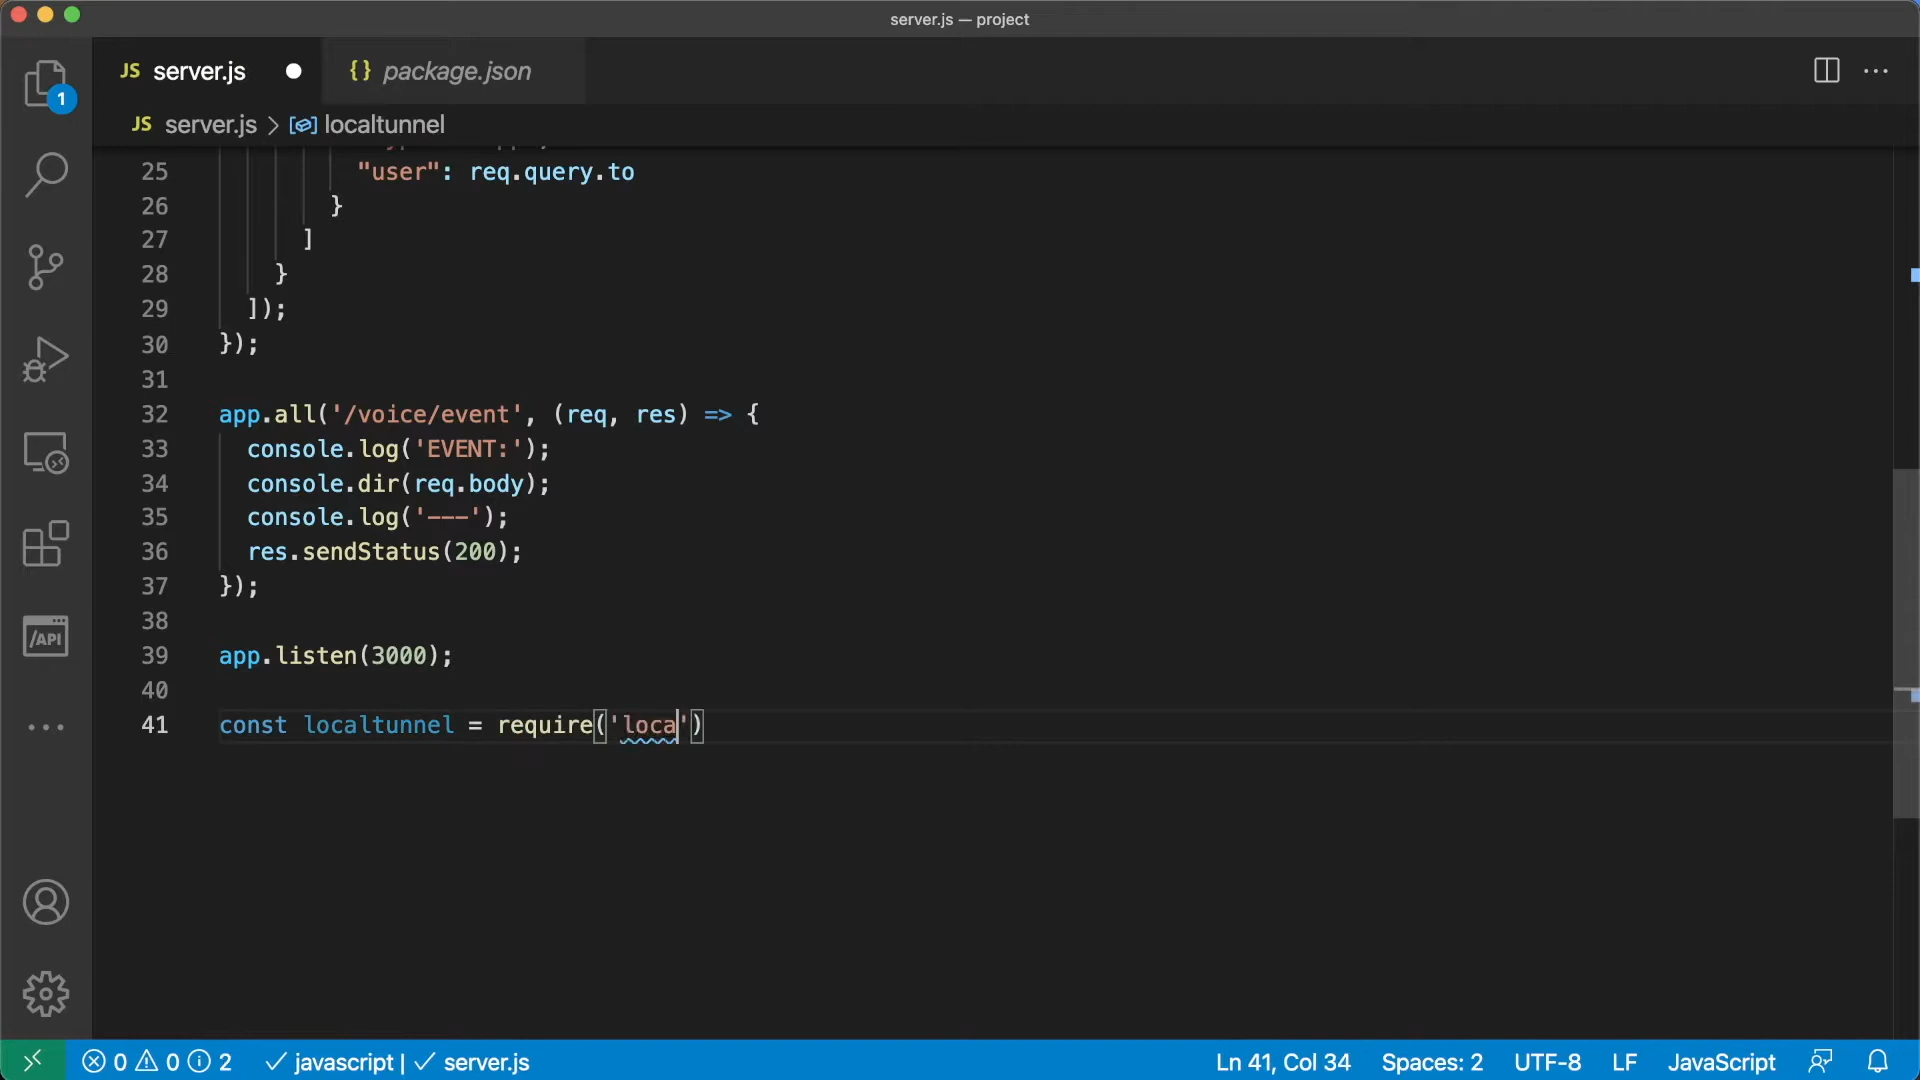 server.js — project
JS server.js
{} package.json
1
JS server.js > localtunnel
25 "user": req.query.to
26 }
27 ]
28 }
29 ]);
30 });
31
32 app.all('/voice/event', (req, res) => {
33 console.log('EVENT:');
34 console.dir(req.body);
35 console.log('---');
36 res.sendStatus(200);
37 });
38
39 app.listen(3000);
40
41 const localtunnel = require('loca')
/API
0 0 2 javascript | server.js Ln 41, Col 34 Spaces: 2 UTF-8 LF JavaScript